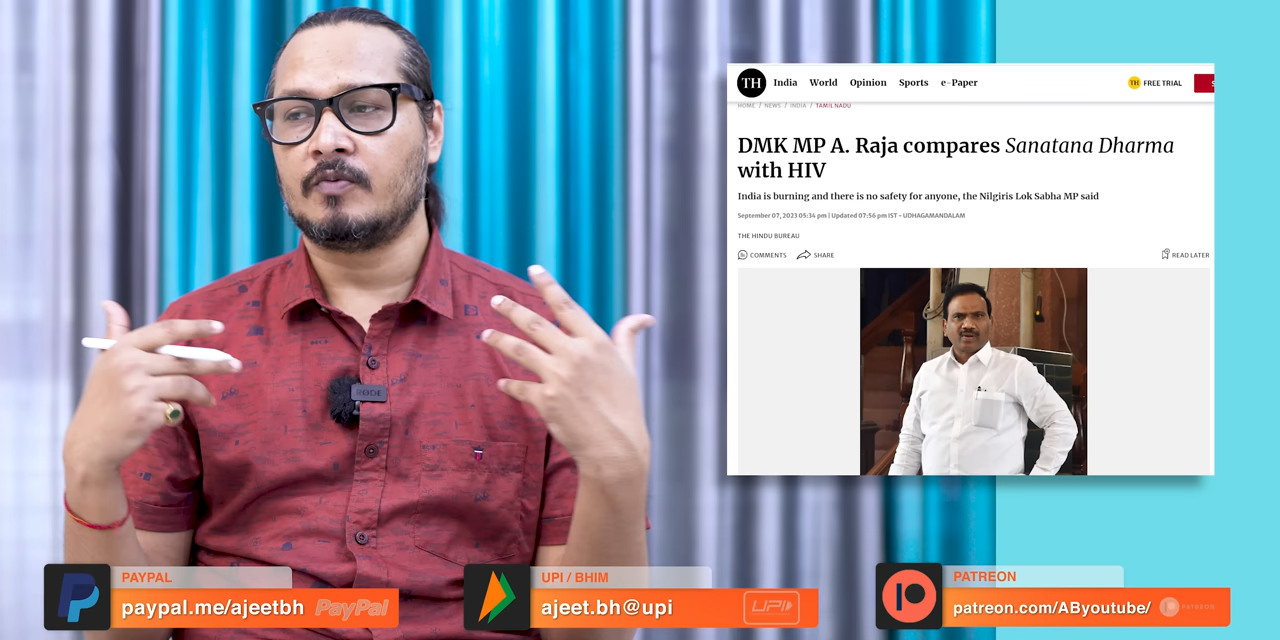 TH
India World Opinion Sports e-Paper
TH FREE TRIAL
HOME / NEWS / INDIA / TAMIL NADU
DMK MP A. Raja compares Sanatana Dharma
with HIV
India is burning and there is no safety for anyone, the Nilgiris Lok Sabha MP said
September 07, 2023 05:34 pm | Updated 07:56 pm IST - UDHAGAMANDALAM
THE HINDU BUREAU
COMMENTS SHARE READ LATER
RODE
PAYPAL
paypal.me/ajeetbh PayPal
UPI / BHIM
ajeet.bh@upi UPI
PATREON
patreon.com/AByoutube/ PATREON